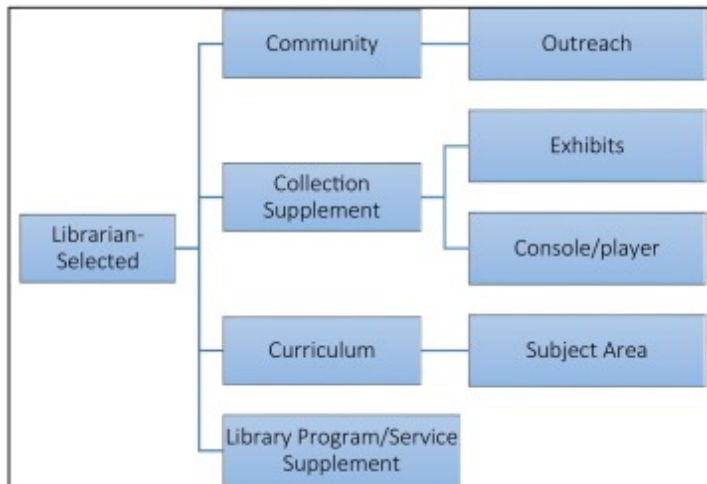 Community
Outreach
Exhibits
Collection
Supplement
Librarian-
Selected
Console/player
Curriculum
Subject Area
Library Program/Service
Supplement